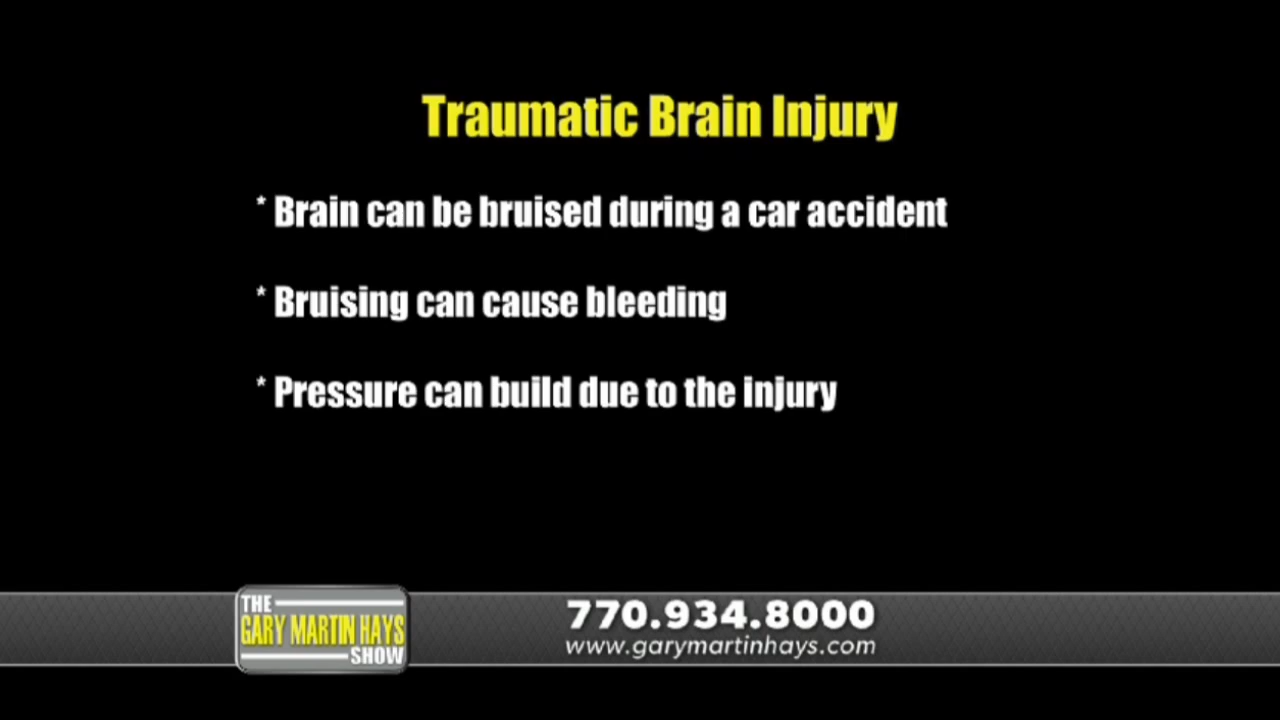 Traumatic Brain Injury
* Brain can be bruised during a car accident
* Bruising can cause bleeding
* Pressure can build due to the injury
THE
GARY MARTIN HAYS
SHOW
770.934.8000
www.garymartinhays.com